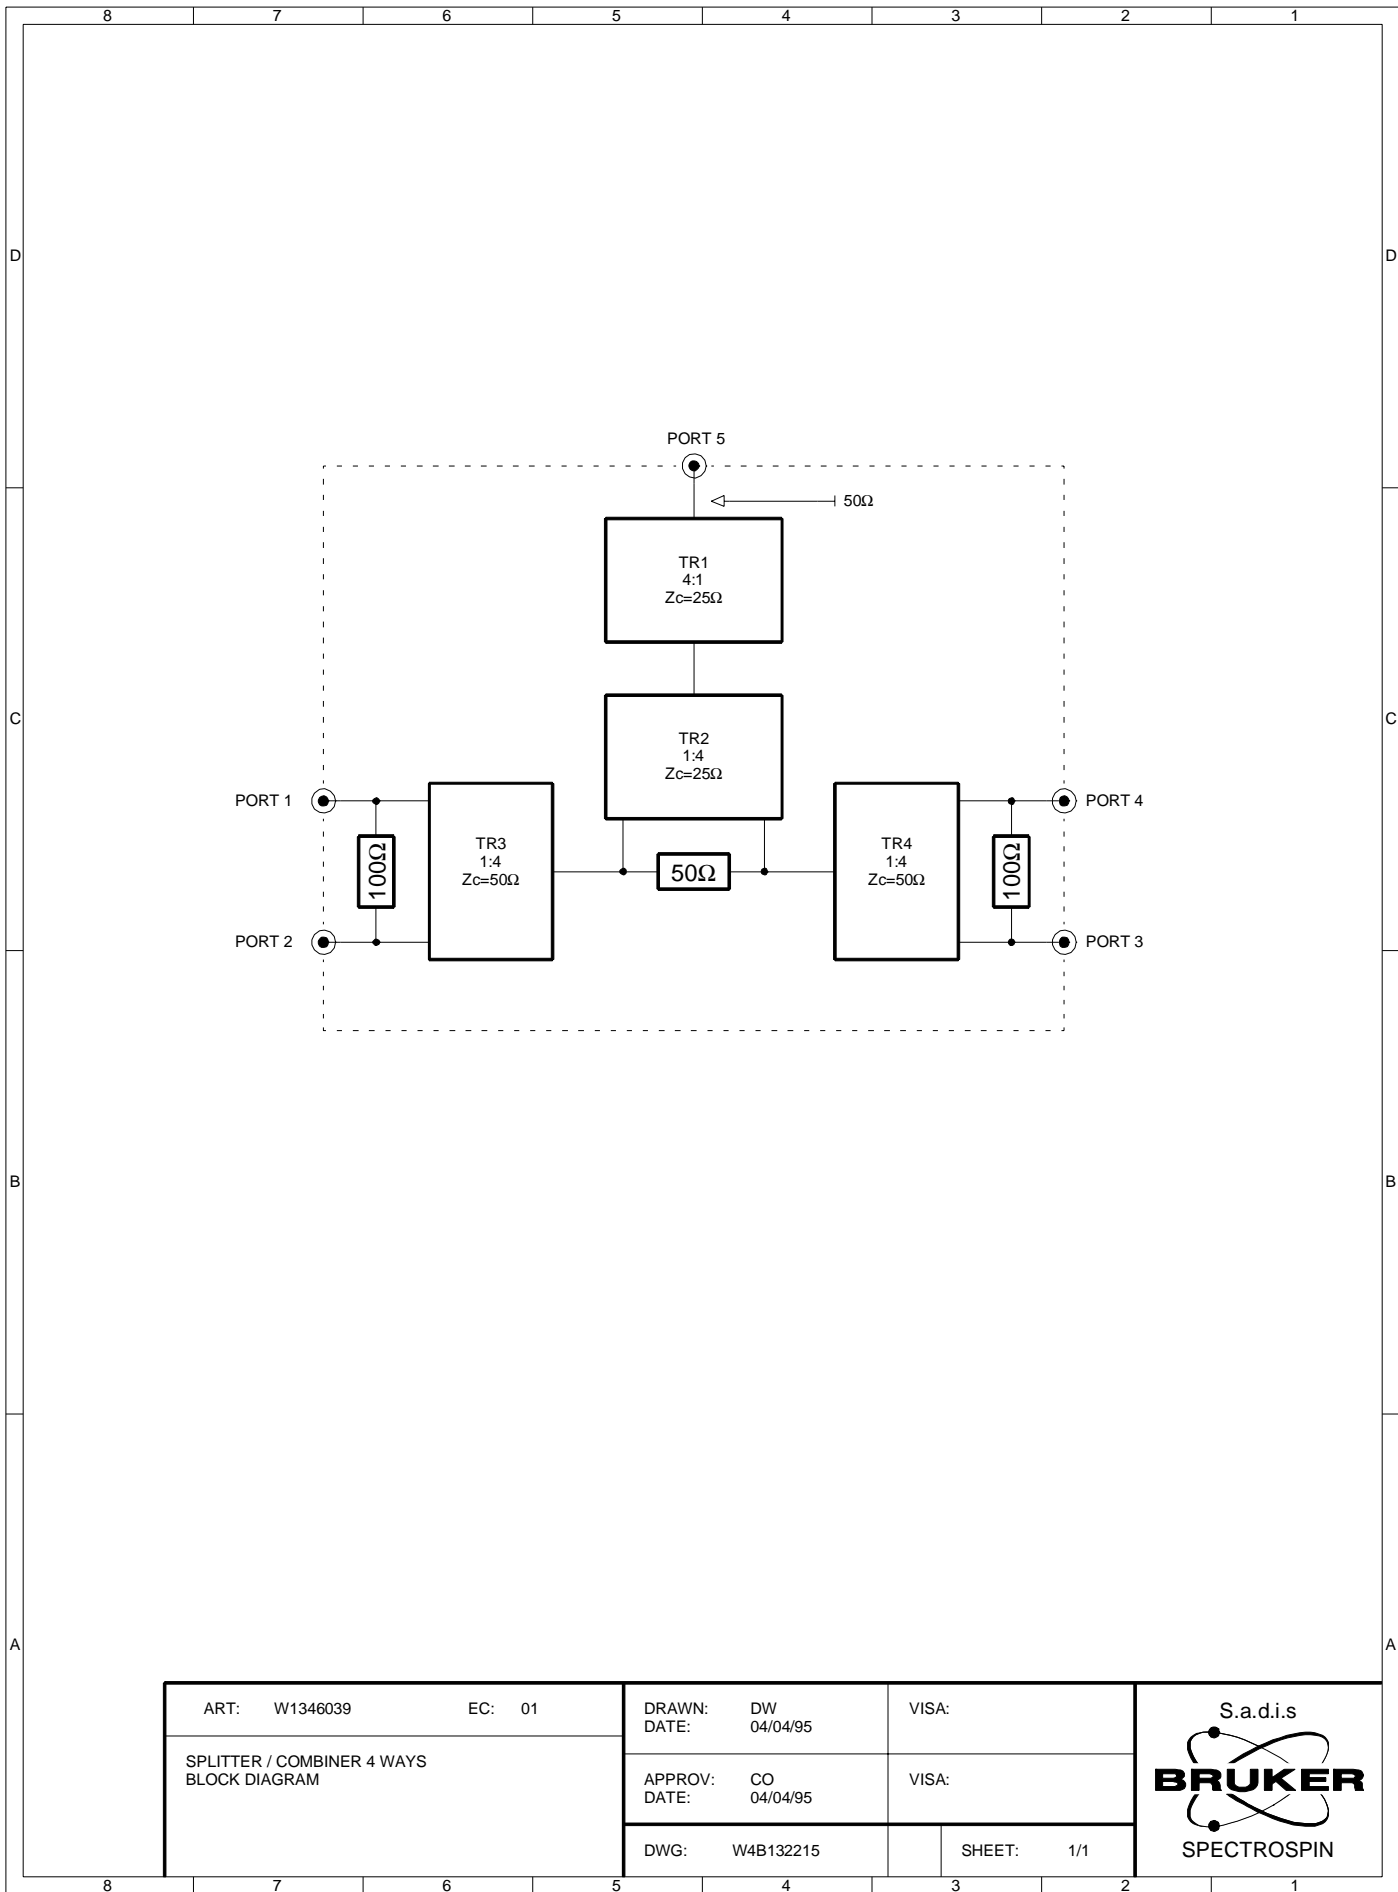 8 7 6 5 4 3 2 1
D D
PORT 5
50Ω
TR1
4:1
Zc=25Ω
C C
TR2
1:4
Zc=25Ω
PORT 1
PORT 4
100Ω
TR3
1:4
Zc=50Ω
50Ω
TR4
1:4
Zc=50Ω
100Ω
PORT 2
PORT 3
B B
A A
ART: W1346039 EC: 01
SPLITTER / COMBINER 4 WAYS
BLOCK DIAGRAM
DRAWN: DW
DATE: 04/04/95
VISA:
APPROV: CO
DATE: 04/04/95
VISA:
DWG: W4B132215
SHEET: 1/1
S.a.d.i.s
BRUKER
SPECTROSPIN
8 7 6 5 4 3 2 1